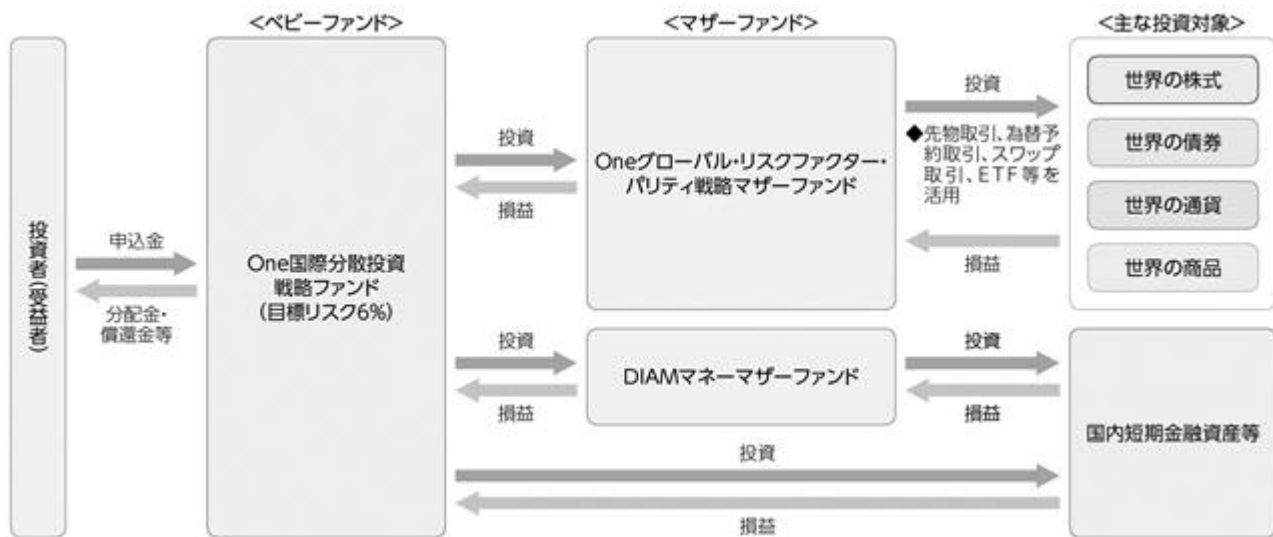 <ベビーファンド>
<マザーファンド>
<主な投資対象>
投資者(受益者)
申込金
分配金・
償還金等
One国際分散投資
戦略ファンド
(目標リスク6%)
投資
損益
Oneグローバル・リスクファクター・
パリティ戦略マザーファンド
投資
◆先物取引、為替予
約取引、スワップ
取引、ETF等を
活用
損益
世界の株式
世界の債券
世界の通貨
世界の商品
投資
損益
DIAMマネーマザーファンド
投資
損益
国内短期金融資産等
投資
損益